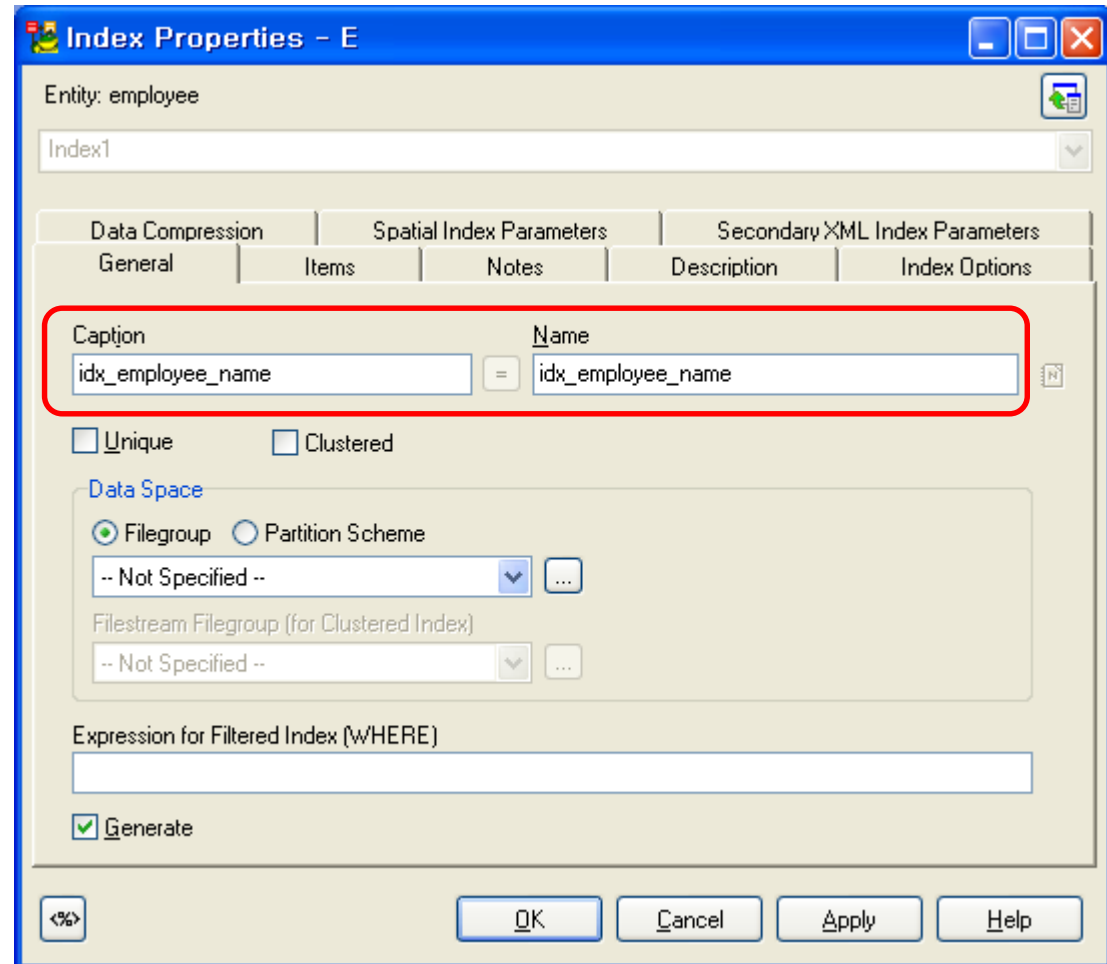 Index Properties - E
Entity: employee
Index1
Data Compression Spatial Index Parameters Secondary XML Index Parameters
General Items Notes Description Index Options
Caption Name
idx_employee_name = idx_employee_name
Unique Clustered
Data Space
Filegroup Partition Scheme
-- Not Specified -- ...
Filestream Filegroup (for Clustered Index)
-- Not Specified -- ...
Expression for Filtered Index (WHERE)
Generate
<%> OK Cancel Apply Help